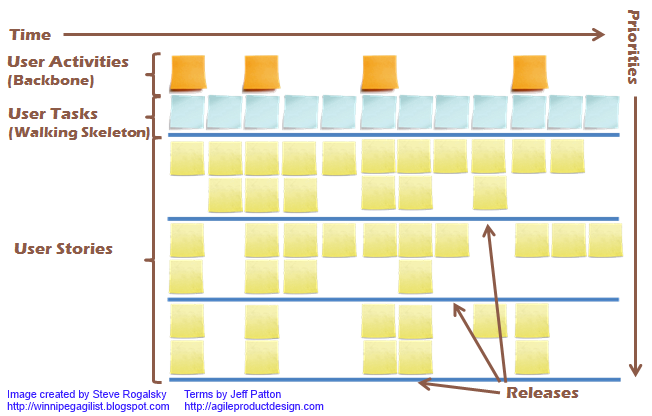 Time
Priorities
User Activities
(Backbone)
User Tasks
(Walking Skeleton)
User Stories
Releases
Image created by Steve Rogalsky Terms by Jeff Patton
http://winnipegagilist.blogspot.com http://agileproductdesign.com